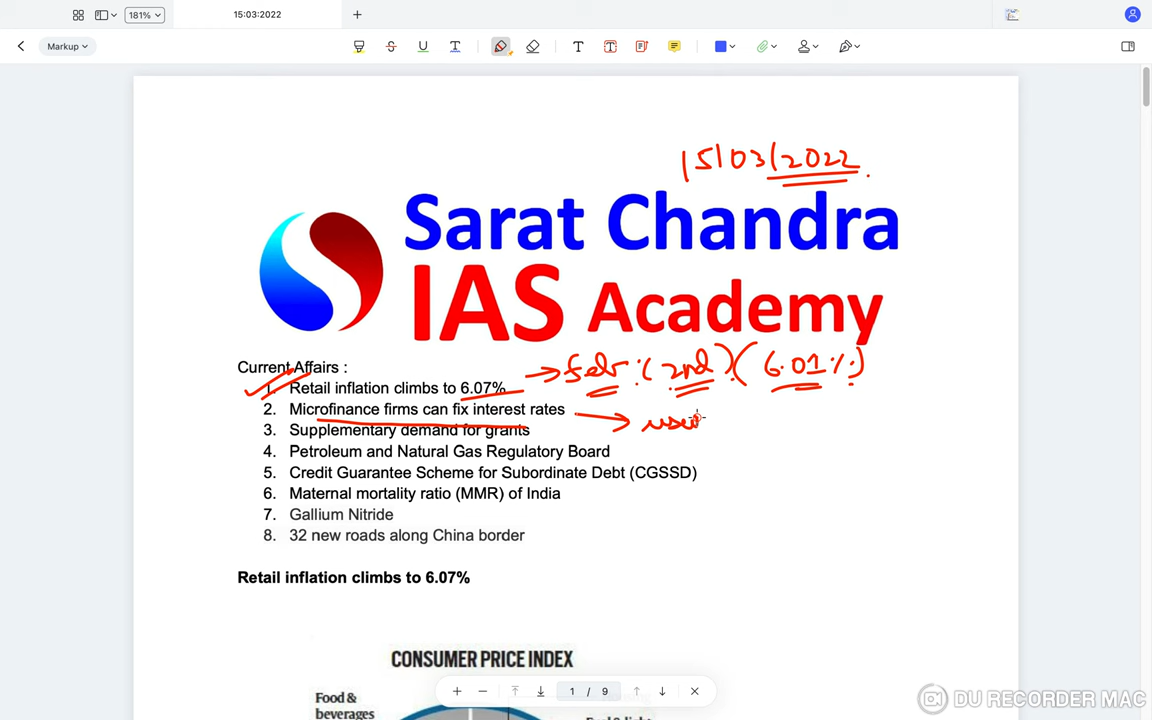 181%
15:03:2022
Markup
15/03/2022
Sarat Chandra
IAS Academy
Current Affairs :
1. Retail inflation climbs to 6.07% → febr : (2nd) (6.01%)
2. Microfinance firms can fix interest rates →
3. Supplementary demand for grants
4. Petroleum and Natural Gas Regulatory Board
5. Credit Guarantee Scheme for Subordinate Debt (CGSSD)
6. Maternal mortality ratio (MMR) of India
7. Gallium Nitride
8. 32 new roads along China border
Retail inflation climbs to 6.07%
CONSUMER PRICE INDEX
Food &
beverages
1 / 9
DU RECORDER MAC